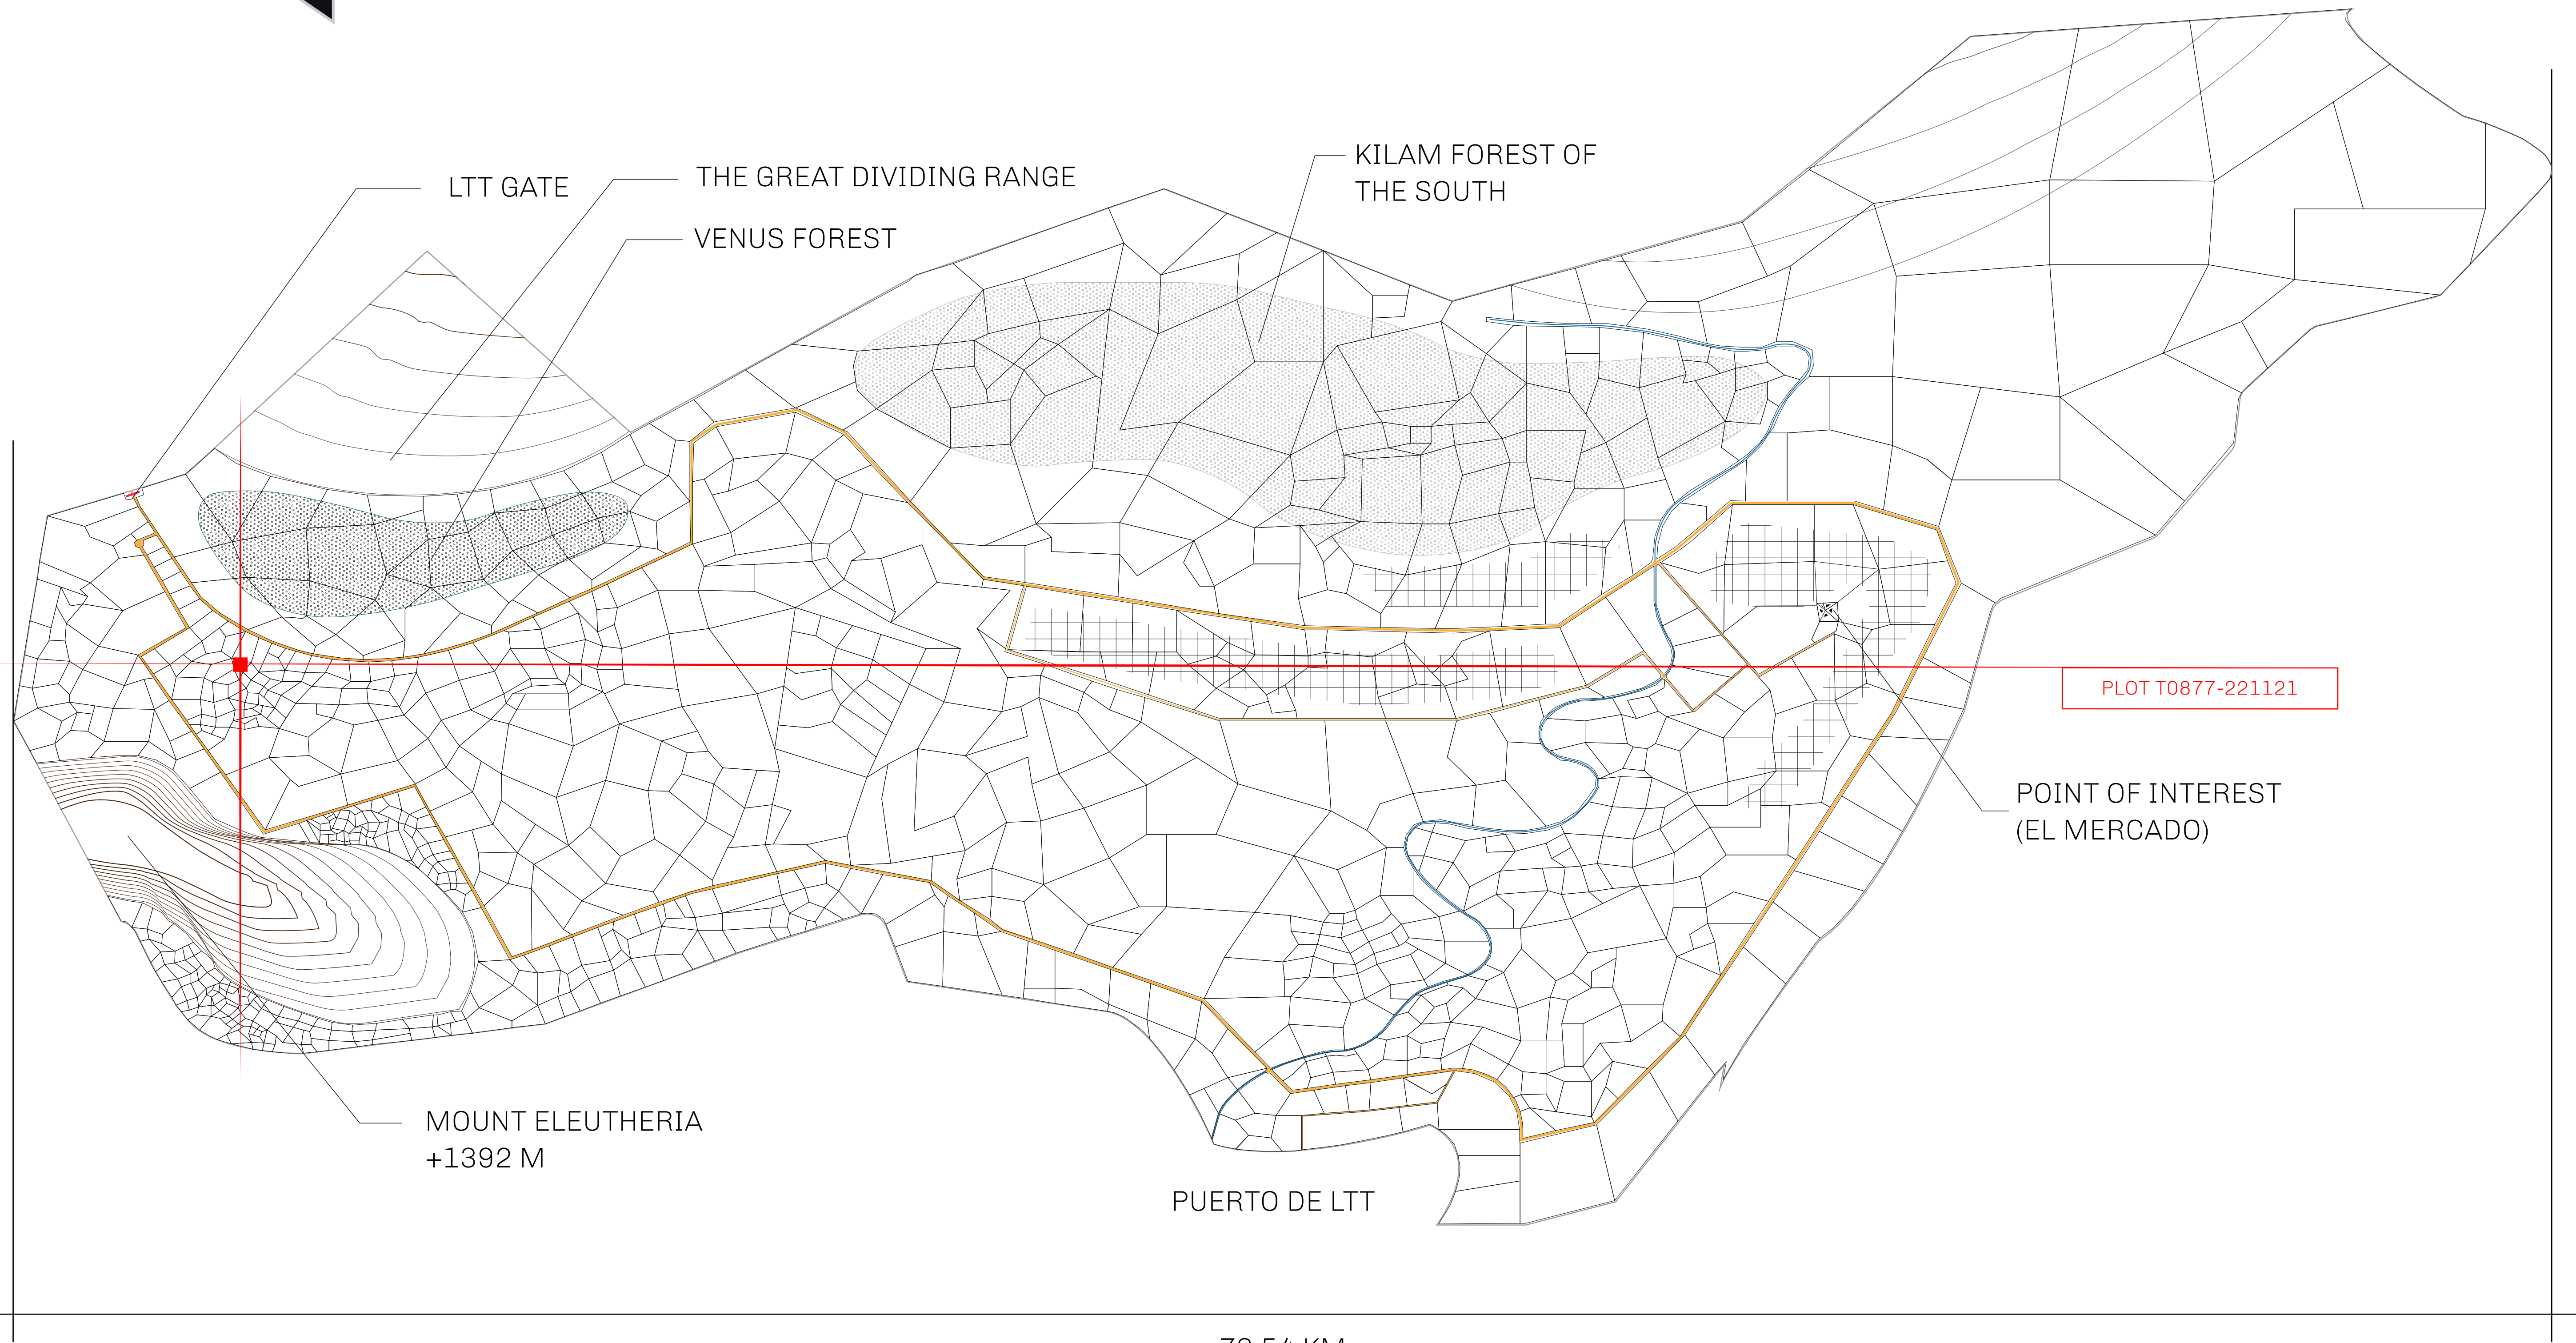 KILAM FOREST OF
THE SOUTH
THE GREAT DIVIDING RANGE
LTT GATE
VENUS FOREST
PLOT T0877-221121
POINT OF INTEREST
(EL MERCADO)
MOUNT ELEUTHERIA
+1392 M
PUERTO DE LTT
KM